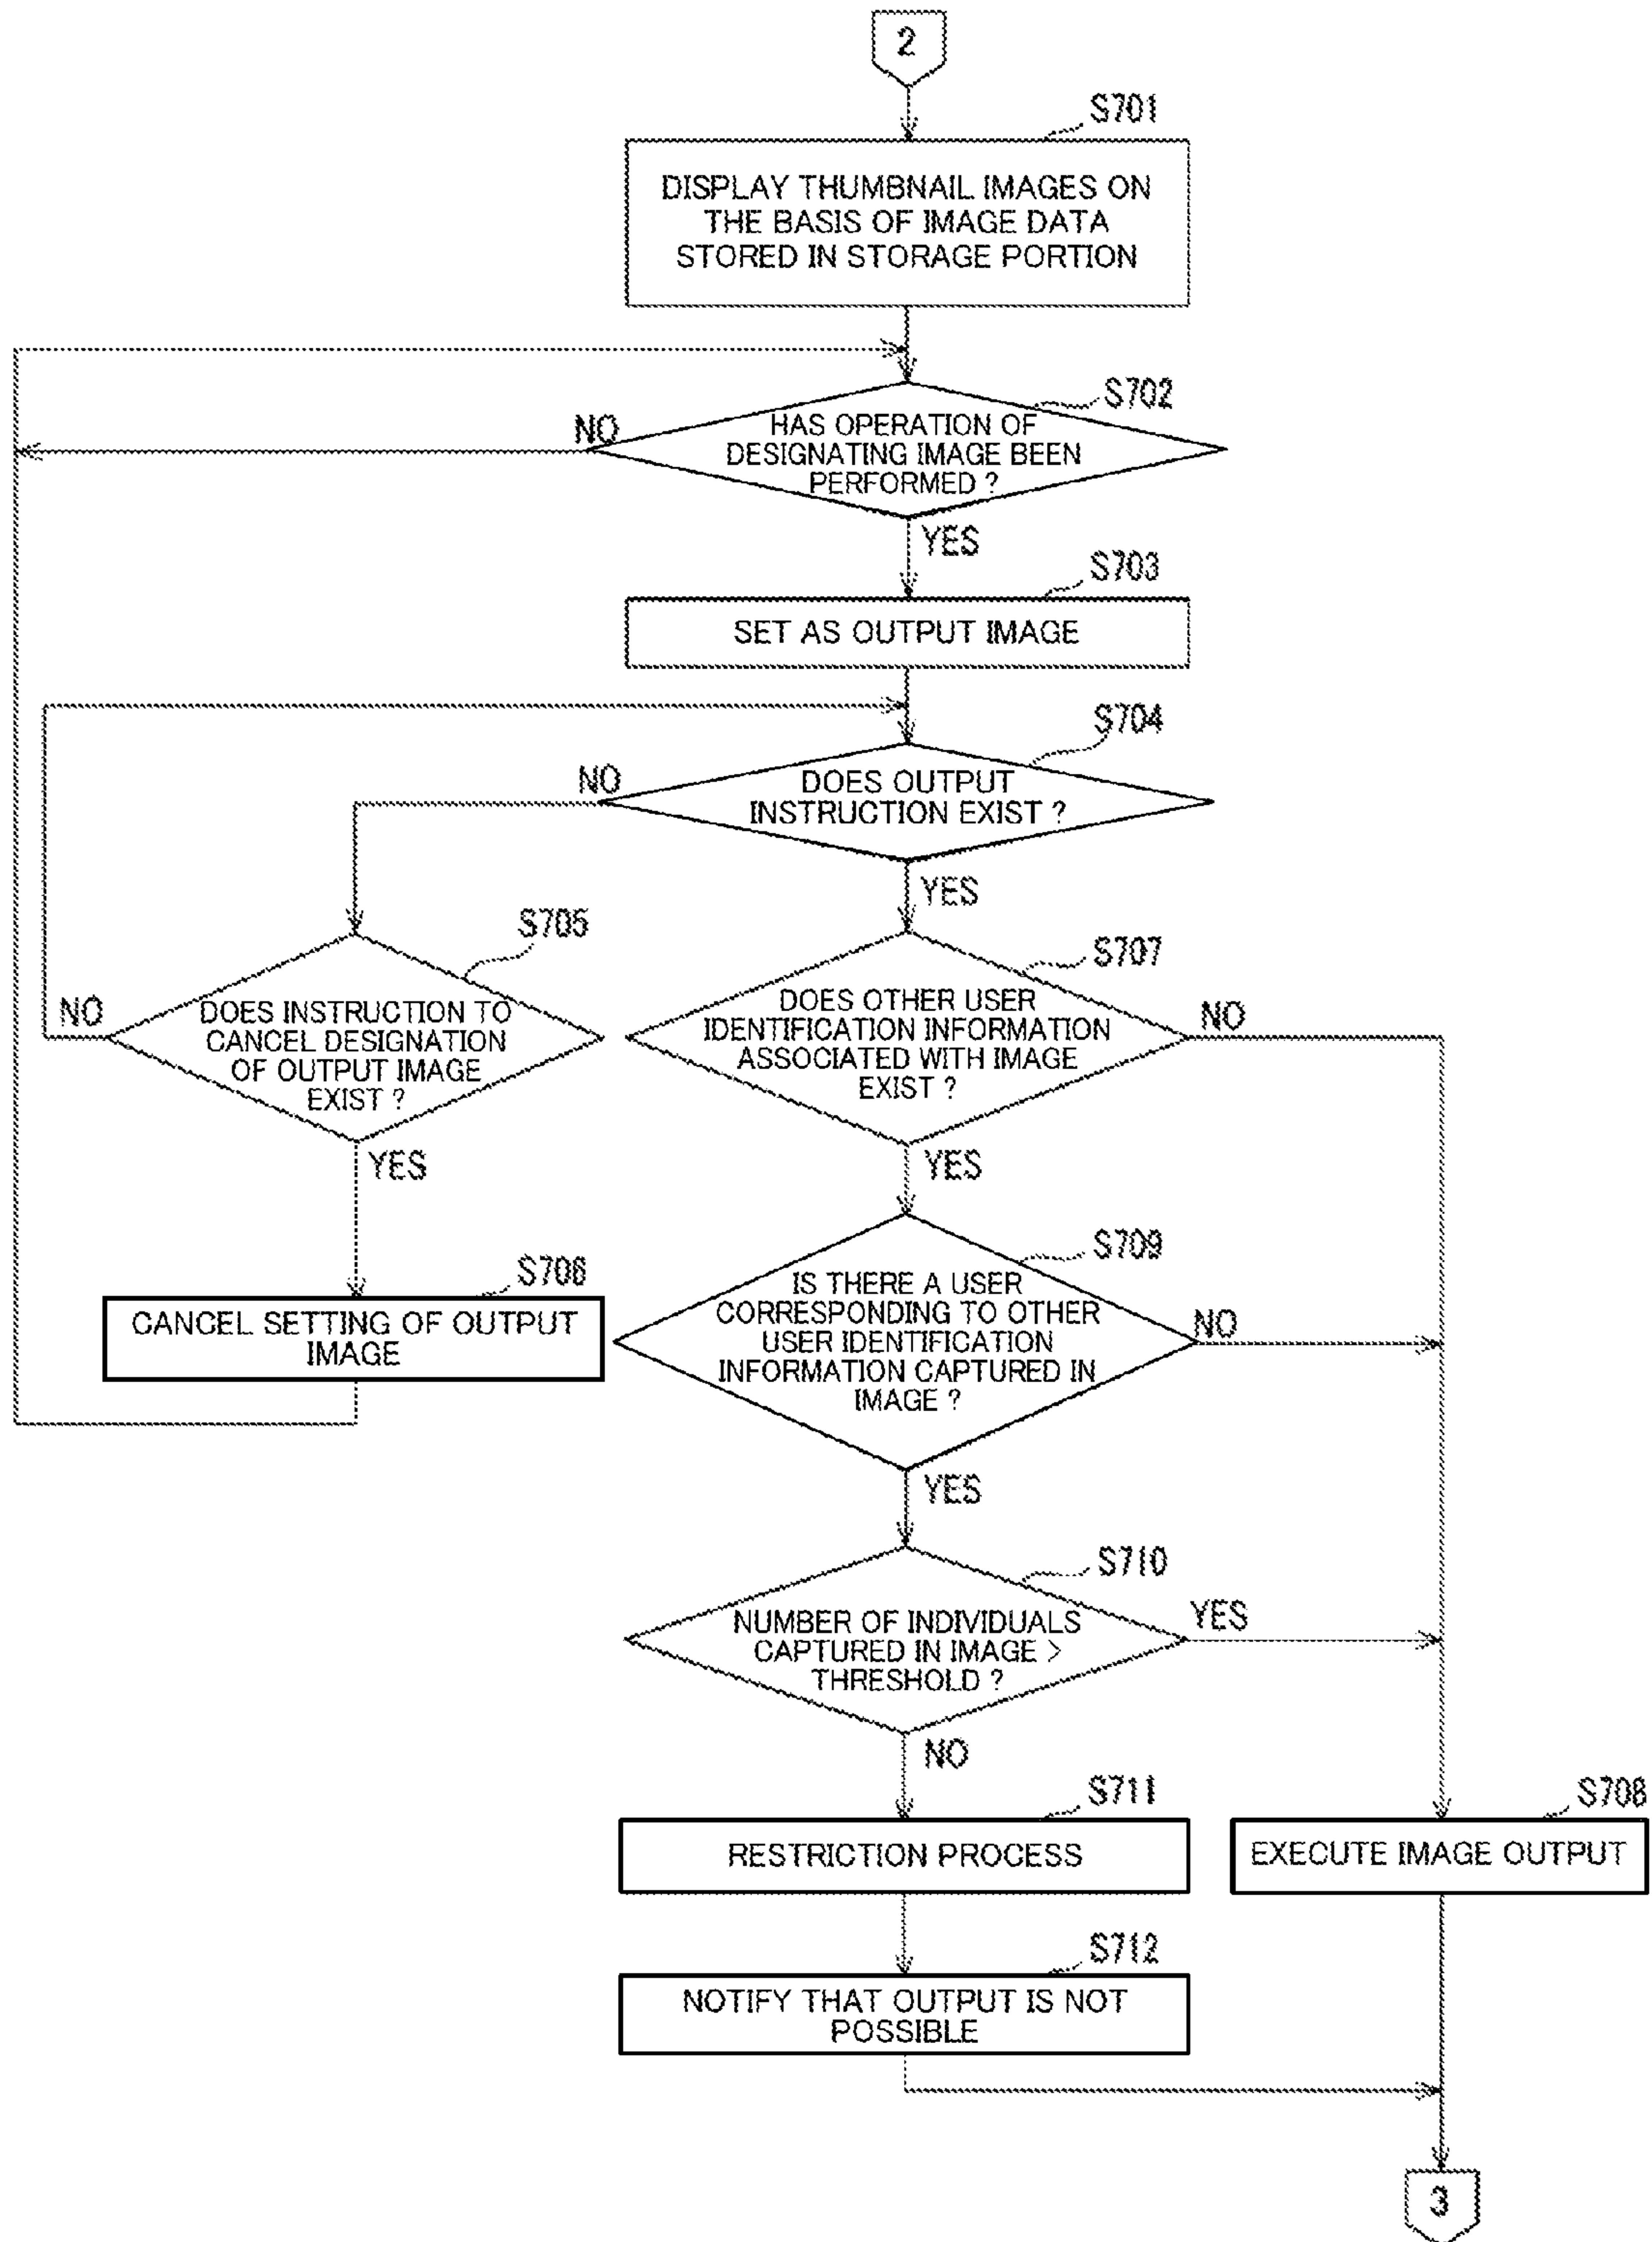 2
S701
DISPLAY THUMBNAIL IMAGES ON
THE BASIS OF IMAGE DATA
STORED IN STORAGE PORTION
S702
NO
HAS OPERATION OF
DESIGNATING IMAGE BEEN
PERFORMED ?
YES
S703
SET AS OUTPUT IMAGE
S704
NO
DOES OUTPUT
INSTRUCTION EXIST ?
YES
S705
NO
DOES INSTRUCTION TO
CANCEL DESIGNATION
OF OUTPUT IMAGE
EXIST ?
YES
S706
CANCEL SETTING OF OUTPUT
IMAGE
S707
DOES OTHER USER
IDENTIFICATION INFORMATION
ASSOCIATED WITH IMAGE
EXIST ?
NO
YES
S709
IS THERE A USER
CORRESPONDING TO OTHER
USER IDENTIFICATION
INFORMATION CAPTURED IN
IMAGE ?
NO
YES
S710
NUMBER OF INDIVIDUALS
CAPTURED IN IMAGE >
THRESHOLD ?
YES
NO
S711
RESTRICTION PROCESS
S708
EXECUTE IMAGE OUTPUT
S712
NOTIFY THAT OUTPUT IS NOT
POSSIBLE
3